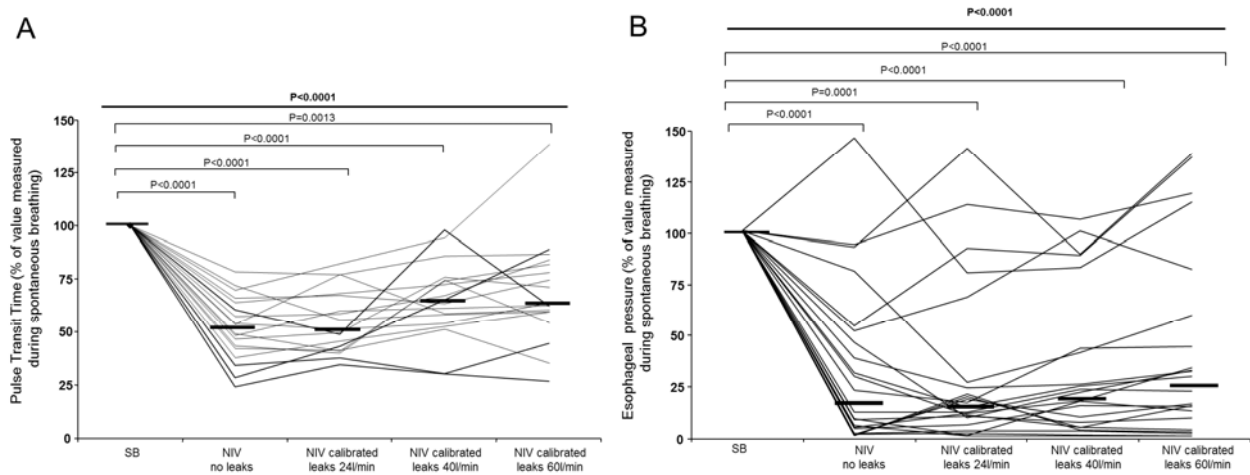 A
P<0.0001
P=0.0013
P<0.0001
P<0.0001
P<0.0001
Pulse Transit Time (% of value measured
during spontaneous breathing)
150
125
100
75
50
25
0
SB
NIV
no leaks
NIV calibrated
leaks 24l/min
NIV calibrated
leaks 40l/min
NIV calibrated
leaks 60l/min
B
P<0.0001
P<0.0001
P<0.0001
P=0.0001
P<0.0001
Esophageal pressure (% of value measured
during spontaneous breathing)
150
125
100
75
50
25
0
SB
NIV
no leaks
NIV calibrated
leaks 24l/min
NIV calibrated
leaks 40l/min
NIV calibrated
leaks 60l/min